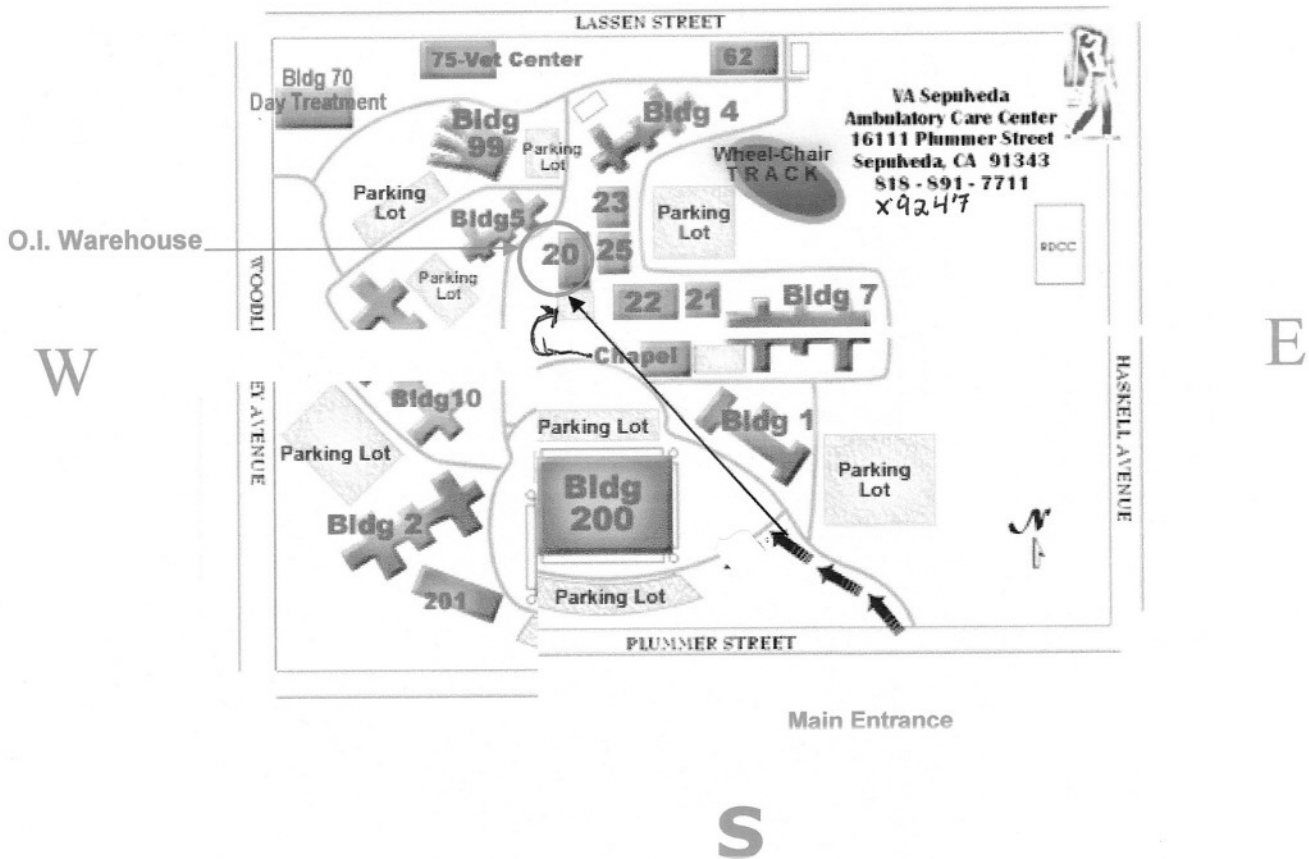 LASSEN STREET
75-Vet Center
62
Bldg 70
Day Treatment
Bldg 4
VA Sepulveda
Ambulatory Care Center
16111 Plummer Street
Sepulveda, CA 91343
818 - 891 - 7711
x9247
Bldg
99
Parking
Lot
Wheel-Chair
TRACK
Parking
Lot
23
Parking
Lot
Bldg5
O.I. Warehouse
20
25
RDCC
Parking
Lot
22
21
Bldg 7
WOODLEY AVENUE
W
E
Chapel
HASKELL AVENUE
Bldg10
Parking Lot
Bldg 1
Parking Lot
Parking
Lot
Bldg
200
Bldg 2
N
201
Parking Lot
PLUMMER STREET
Main Entrance
S